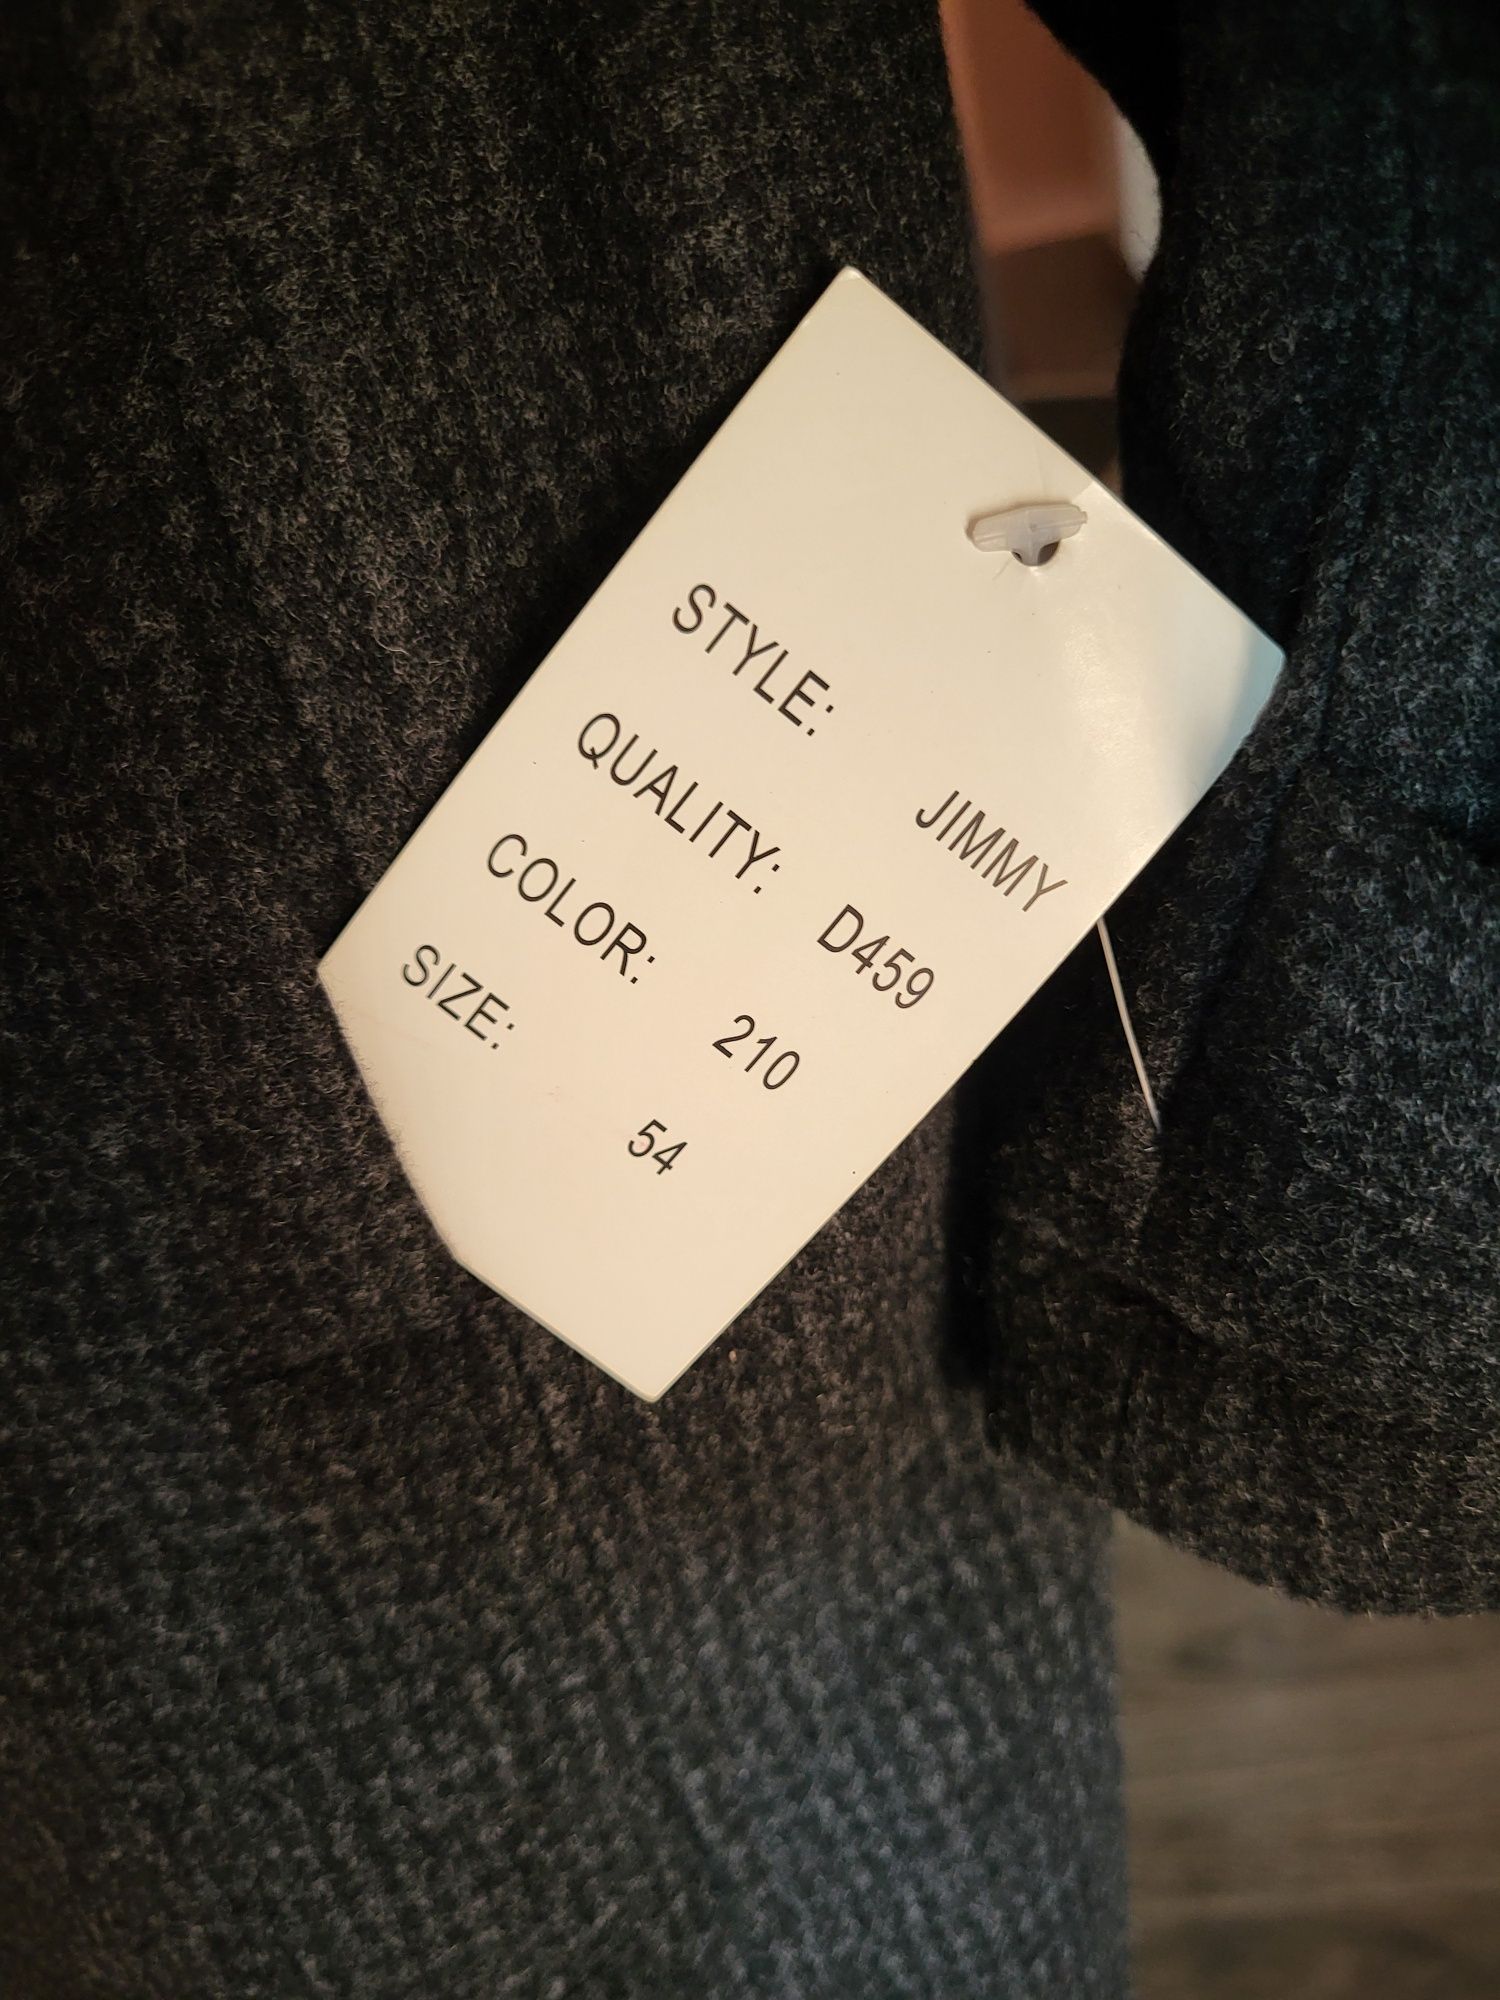 STYLE: JIMMY
QUALITY: D459
COLOR: 210
SIZE: 54